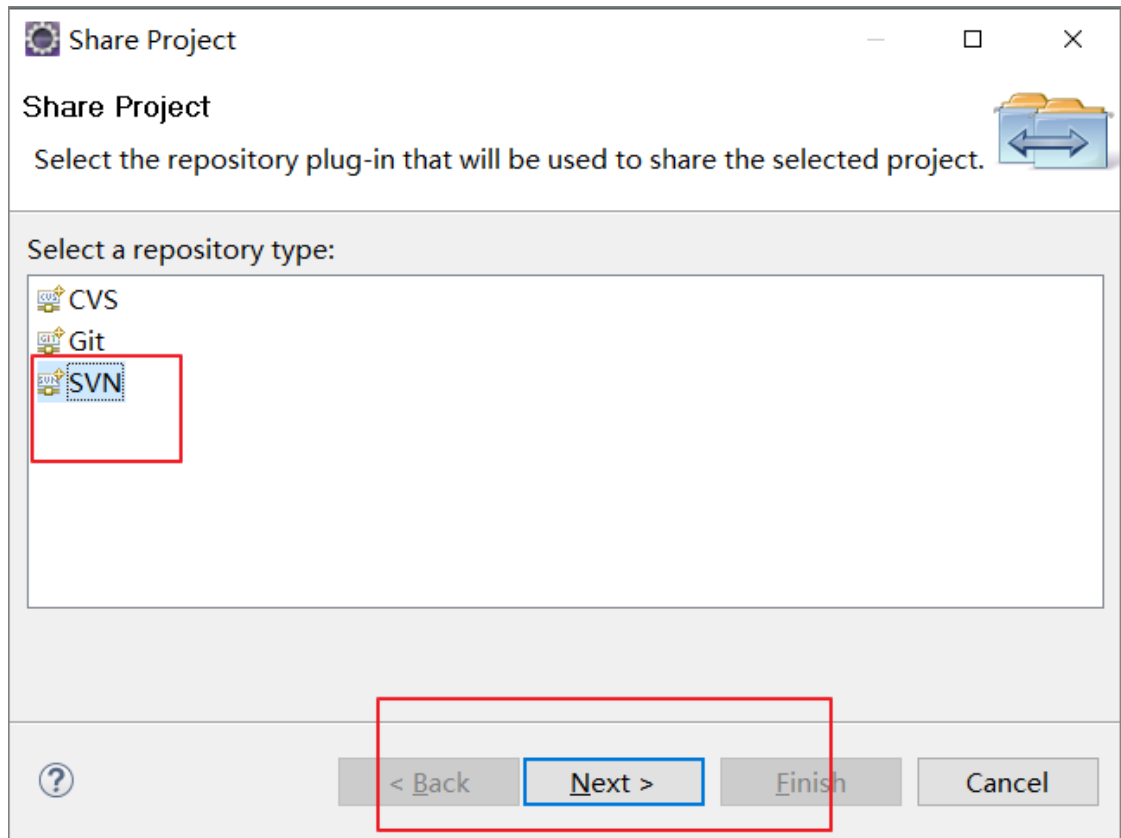 Share Project
Share Project
Select the repository plug-in that will be used to share the selected project.
Select a repository type:
CVS
Git
SVN
< Back
Next >
Finish
Cancel